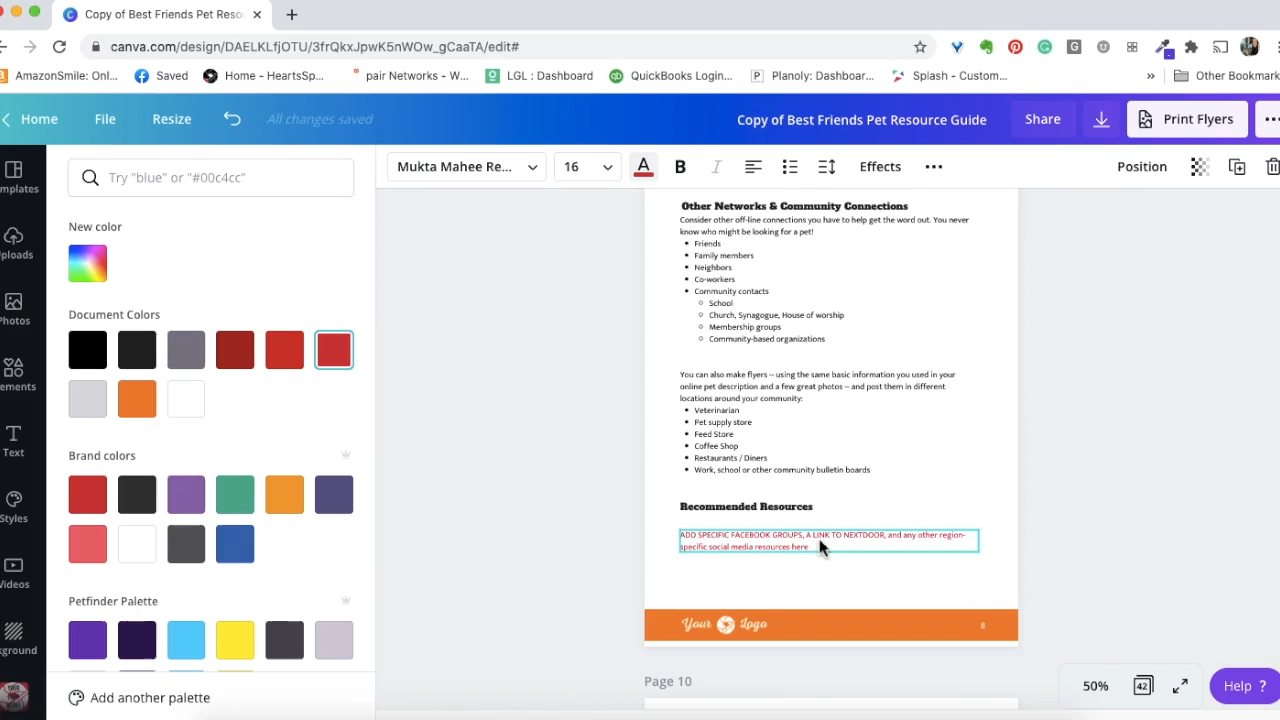 Copy of Best Friends Pet Resou
canva.com/design/DAELKLfjOTU/3frQkxJpwK5nWOw_gCaaTA/edit#
AmazonSmile: Onl... Saved Home - HeartsSp... pair Networks - W... LGL : Dashboard QuickBooks Login... Planoly: Dashboar... Splash - Custom... » Other Bookmark
Home File Resize All changes saved Copy of Best Friends Pet Resource Guide Share Print Flyers
Mukta Mahee Re... 16 A B I Effects Position
Try "blue" or "#00c4cc"
New color
Document Colors
Brand colors
Petfinder Palette
Add another palette
mplates
Uploads
Photos
ements
Text
Styles
Videos
kground
Other Networks & Community Connections
Consider other off-line connections you have to help get the word out. You never
know who might be looking for a pet!
Friends
Family members
Neighbors
Co-workers
Community contacts
School
Church, Synagogue, House of worship
Membership groups
Community-based organizations
You can also make flyers -- using the same basic information you used in your
online pet description and a few great photos -- and post them in different
locations around your community:
Veterinarian
Pet supply store
Feed Store
Coffee Shop
Restaurants / Diners
Work, school or other community bulletin boards
Recommended Resources
ADD SPECIFIC FACEBOOK GROUPS, A LINK TO NEXTDOOR, and any other region-
specific social media resources here
Your Logo
Page 10
50% 42 Help ?